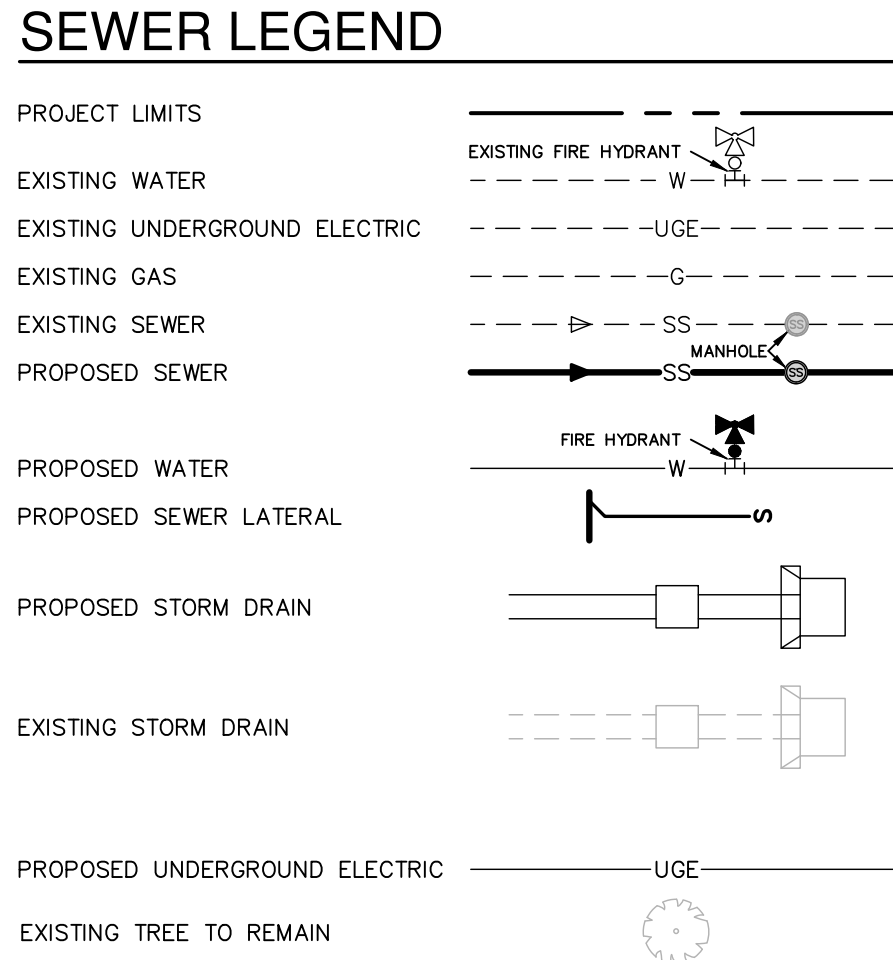 SEWER LEGEND
PROJECT LIMITS
EXISTING FIRE HYDRANT
EXISTING WATER W
EXISTING UNDERGROUND ELECTRIC UGE
EXISTING GAS G
EXISTING SEWER SS SS
MANHOLE
PROPOSED SEWER SS SS
FIRE HYDRANT
PROPOSED WATER W
PROPOSED SEWER LATERAL S
PROPOSED STORM DRAIN
EXISTING STORM DRAIN
PROPOSED UNDERGROUND ELECTRIC UGE
EXISTING TREE TO REMAIN